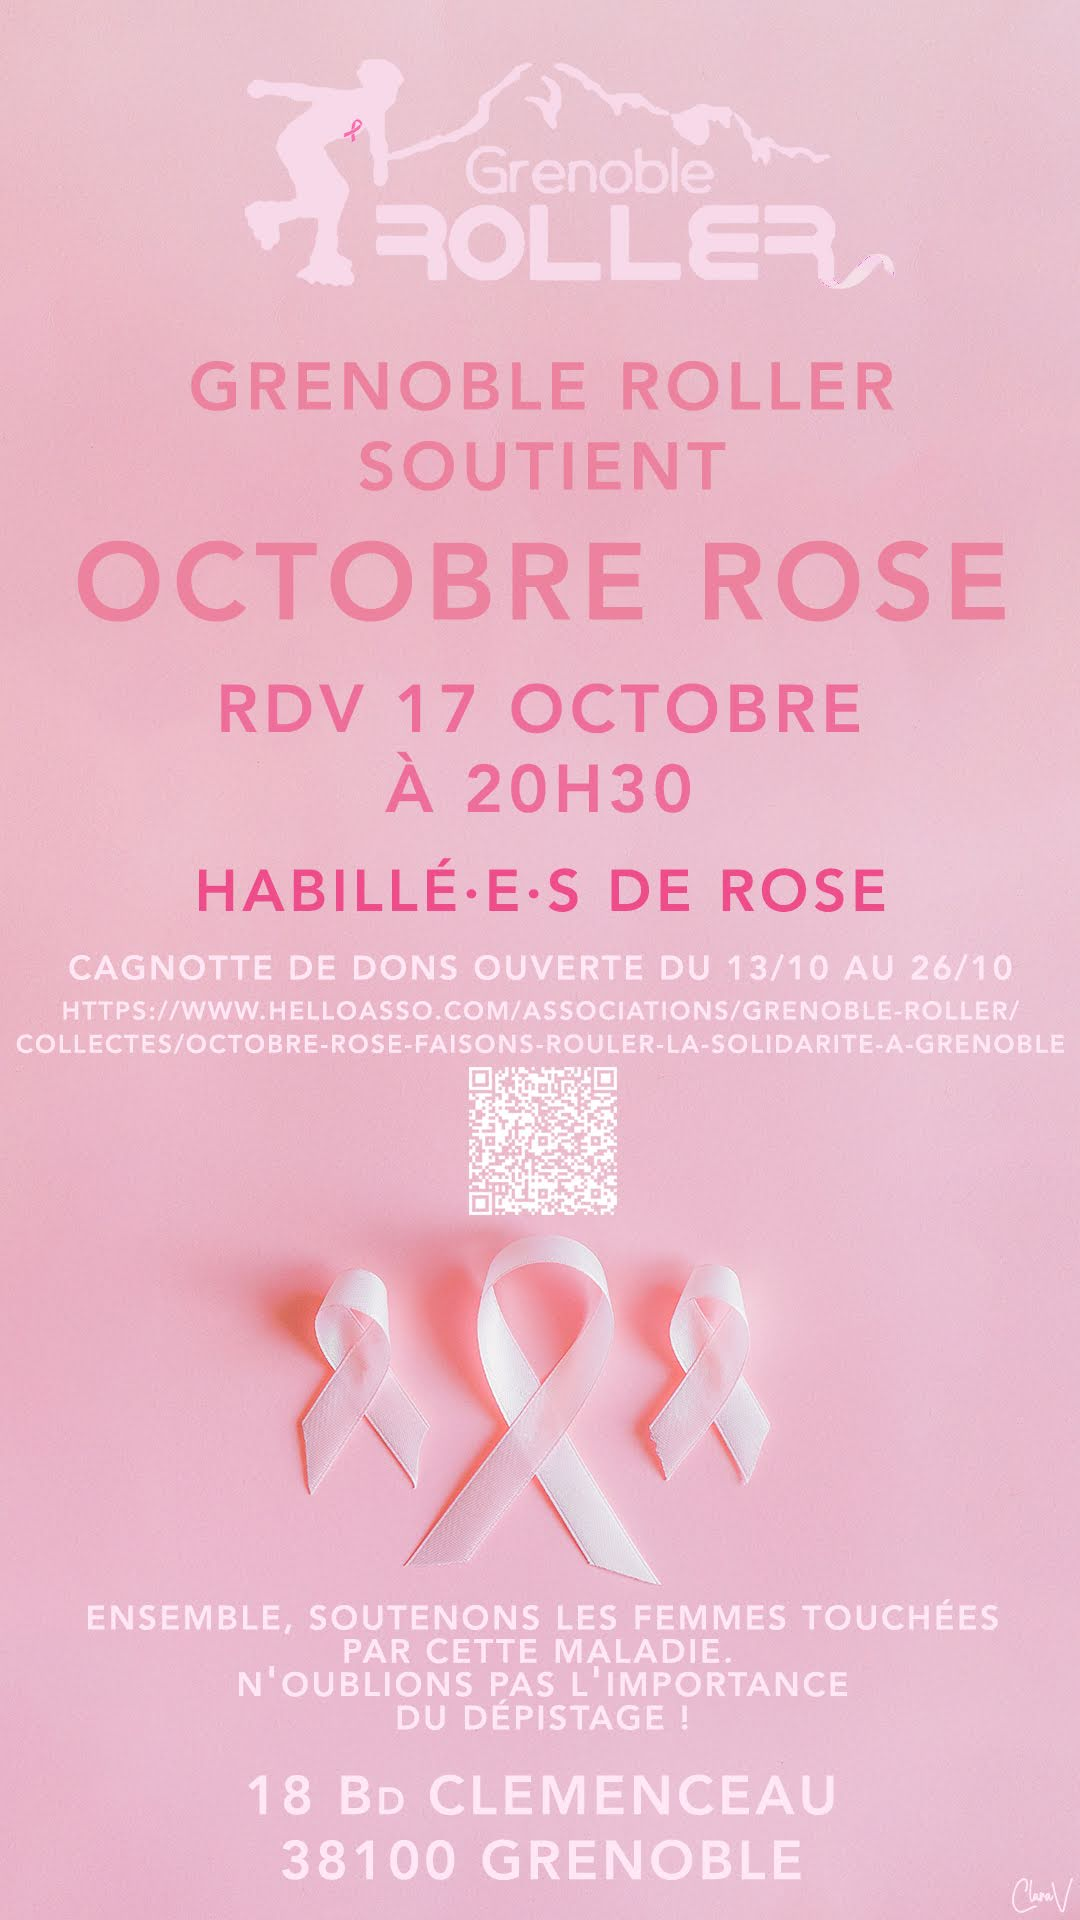 Grenoble
ROLLER
GRENOBLE ROLLER
SOUTIENT
OCTOBRE ROSE
RDV 17 OCTOBRE
À 20H30
HABILLÉ·E·S DE ROSE
CAGNOTTE DE DONS OUVERTE DU 13/10 AU 26/10
HTTPS://WWW.HELLOASSO.COM/ASSOCIATIONS/GRENOBLE-ROLLER/
COLLECTES/OCTOBRE-ROSE-FAISONS-ROULER-LA-SOLIDARITE-A-GRENOBLE
ENSEMBLE, SOUTENONS LES FEMMES TOUCHÉES
PAR CETTE MALADIE.
N'OUBLIONS PAS L'IMPORTANCE
DU DÉPISTAGE !
18 BD CLEMENCEAU
38100 GRENOBLE
Clara V